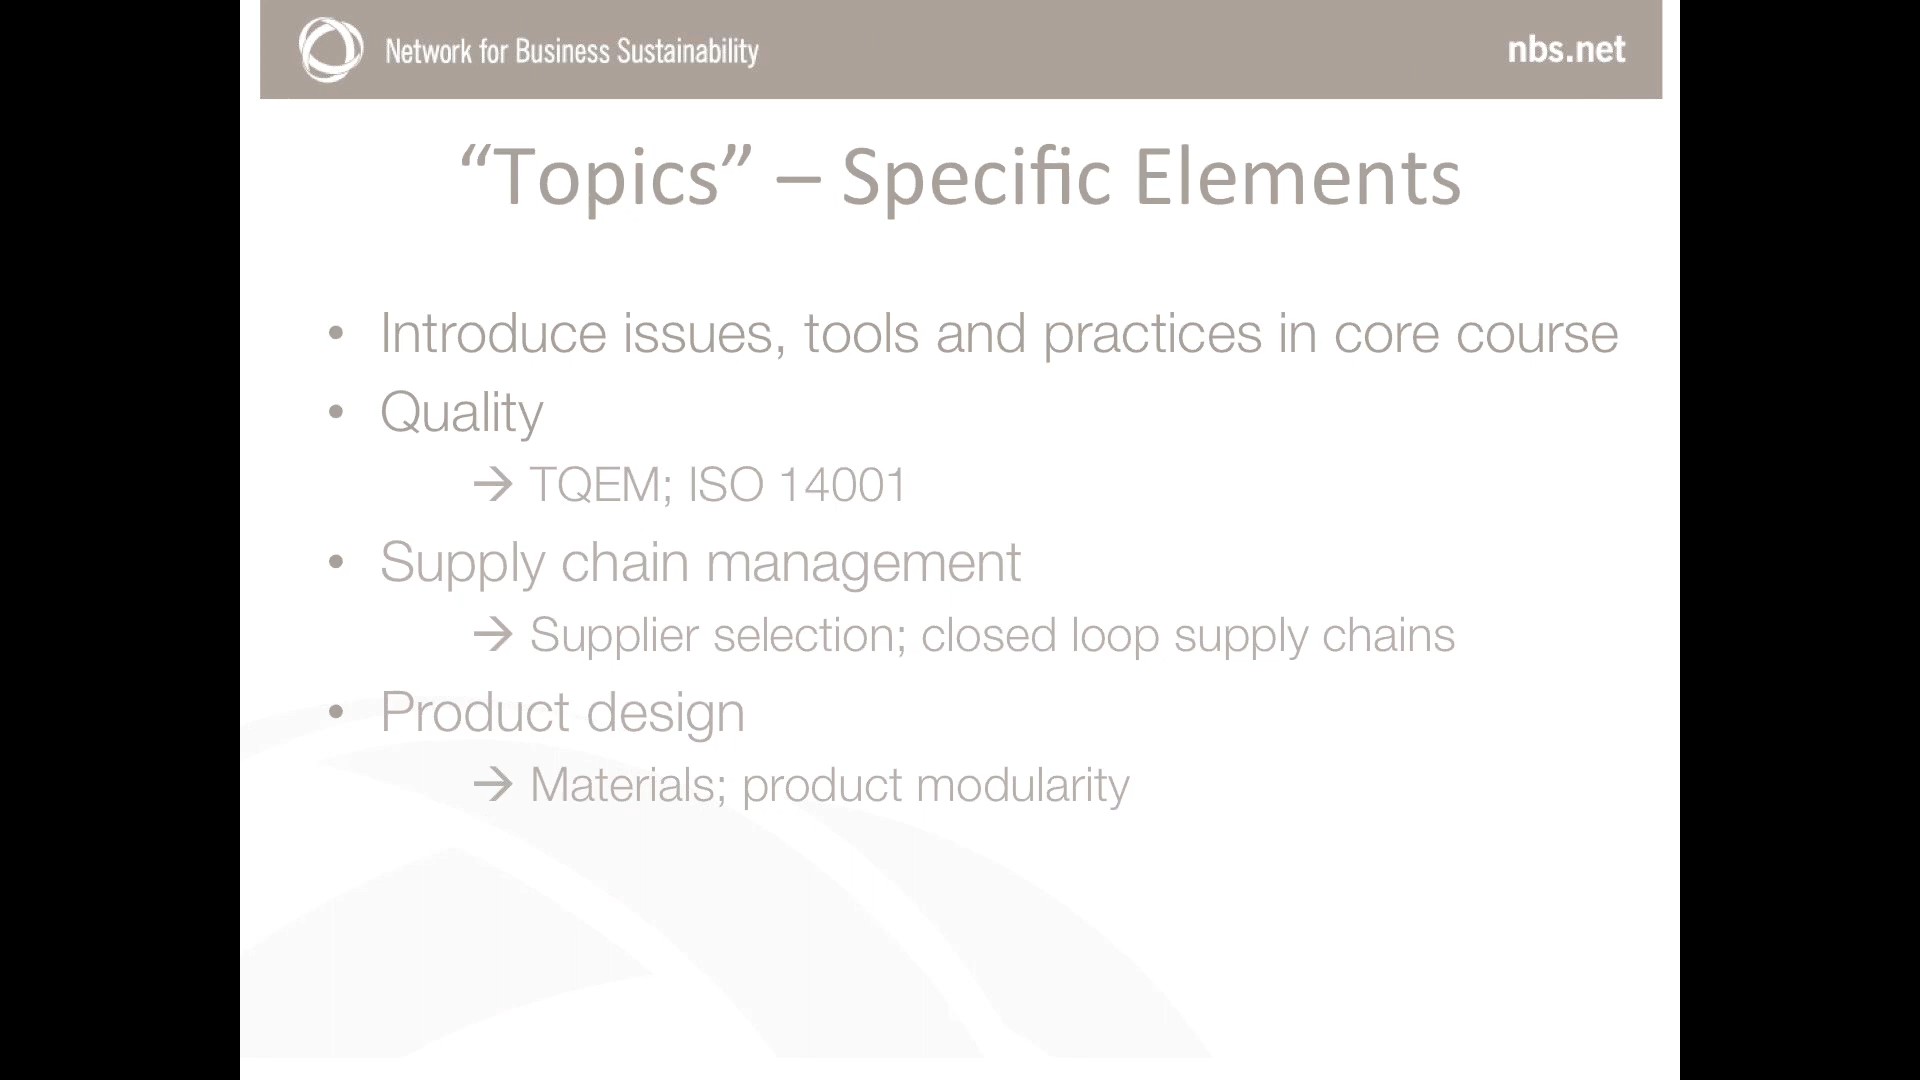 Network for Business Sustainability
nbs.net
“Topics” – Specific Elements
• Introduce issues, tools and practices in core course
• Quality
→ TQEM; ISO 14001
• Supply chain management
→ Supplier selection; closed loop supply chains
• Product design
→ Materials; product modularity